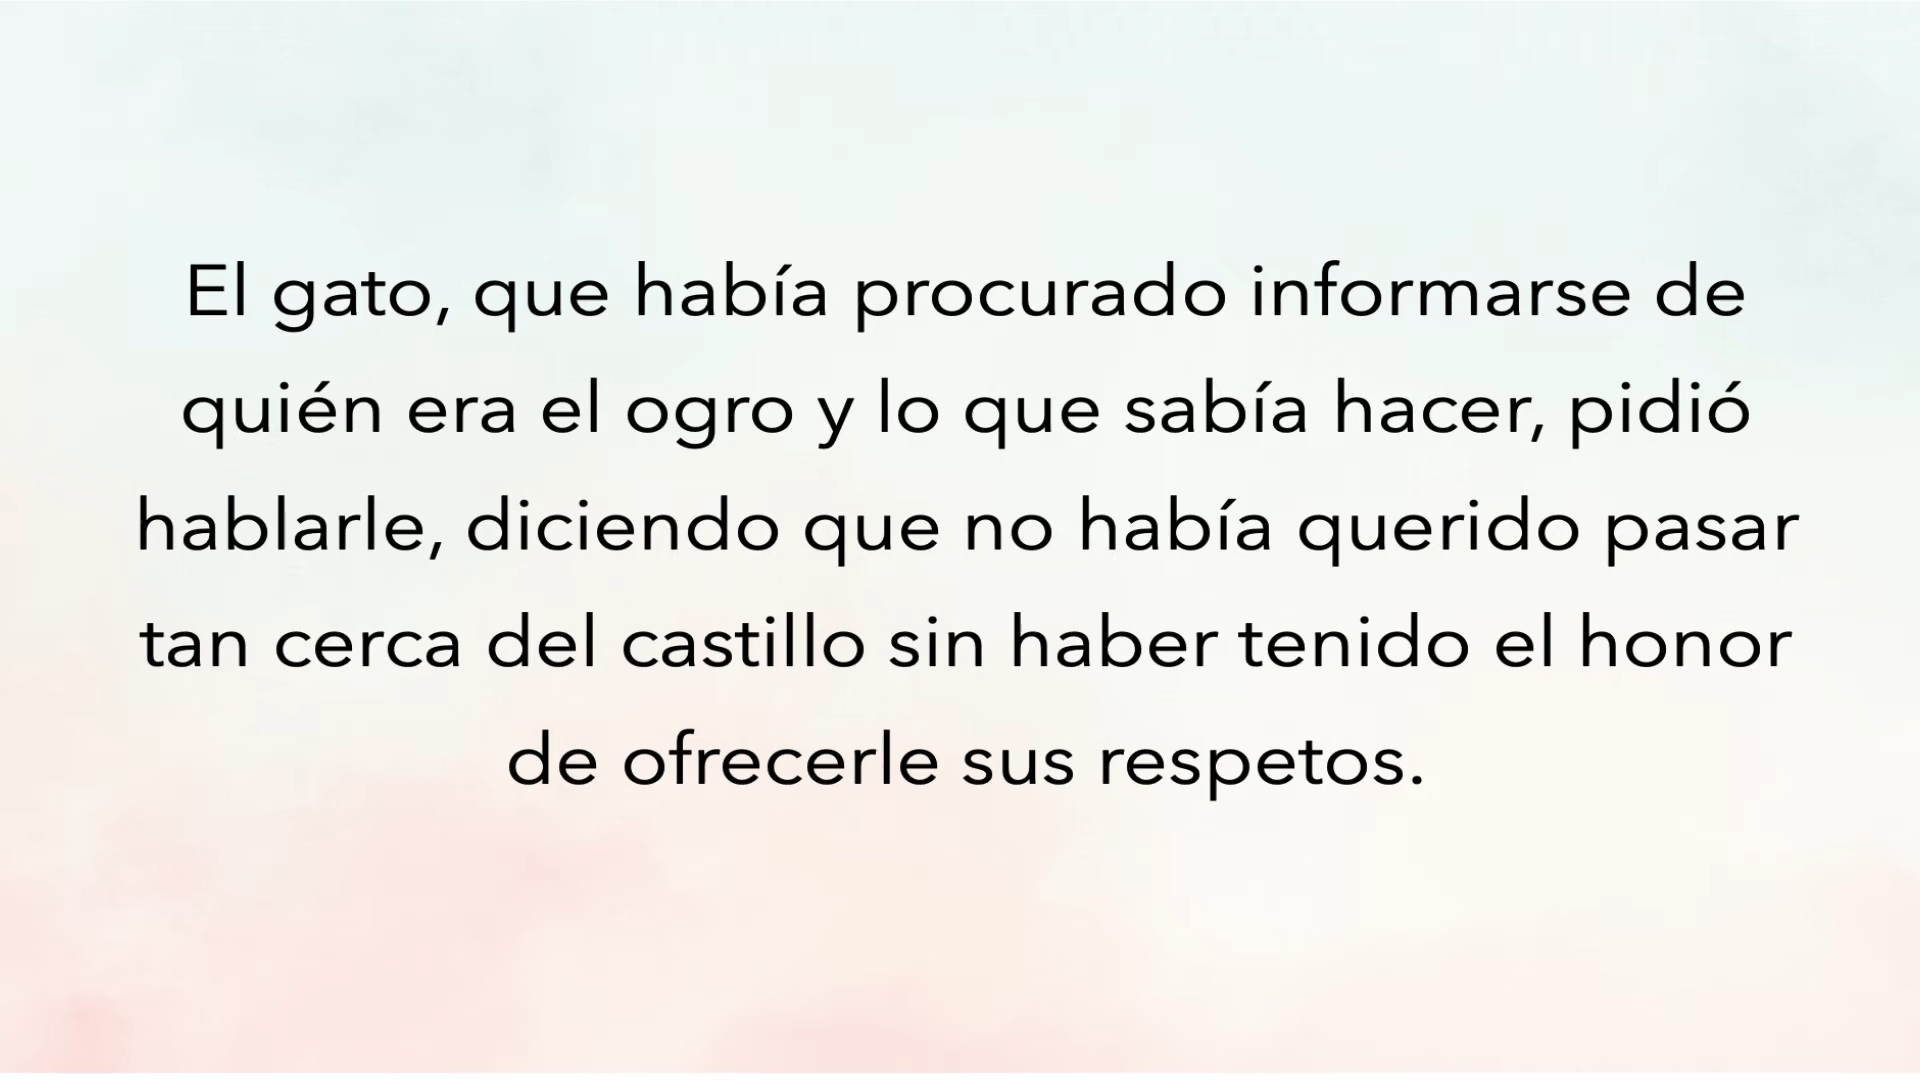 El gato, que había procurado informarse de
quién era el ogro y lo que sabía hacer, pidió
hablarle, diciendo que no había querido pasar
tan cerca del castillo sin haber tenido el honor
de ofrecerle sus respetos.